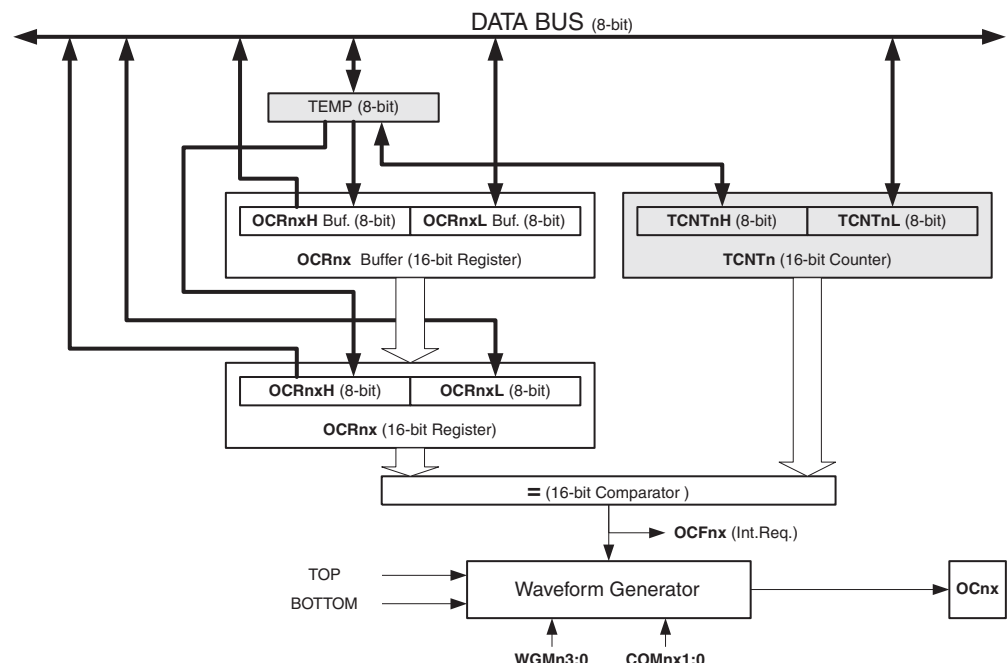 DATA BUS (8-bit)
TEMP (8-bit)
OCRnxH Buf. (8-bit) OCRnxL Buf. (8-bit)
OCRnx Buffer (16-bit Register)
TCNTnH (8-bit) TCNTnL (8-bit)
TCNTn (16-bit Counter)
OCRnxH (8-bit) OCRnxL (8-bit)
OCRnx (16-bit Register)
= (16-bit Comparator )
OCFnx (Int.Req.)
TOP
BOTTOM
Waveform Generator
OCnx
WGMn3:0 COMnx1:0